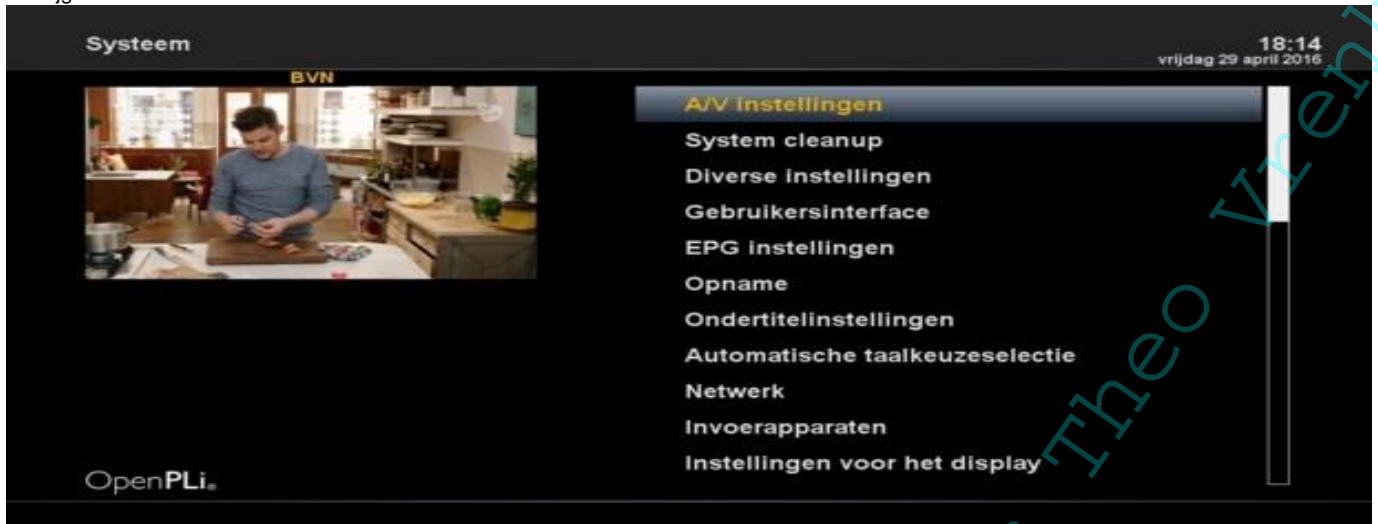 Systeem
18:14
vrijdag 29 april 2016
BVN
A/V instellingen
System cleanup
Diverse instellingen
Gebruikersinterface
EPG instellingen
Opname
Ondertitelinstellingen
Automatische taalkeuzeselectie
Netwerk
Invoerapparaten
Instellingen voor het display
OpenPLi®
Theo